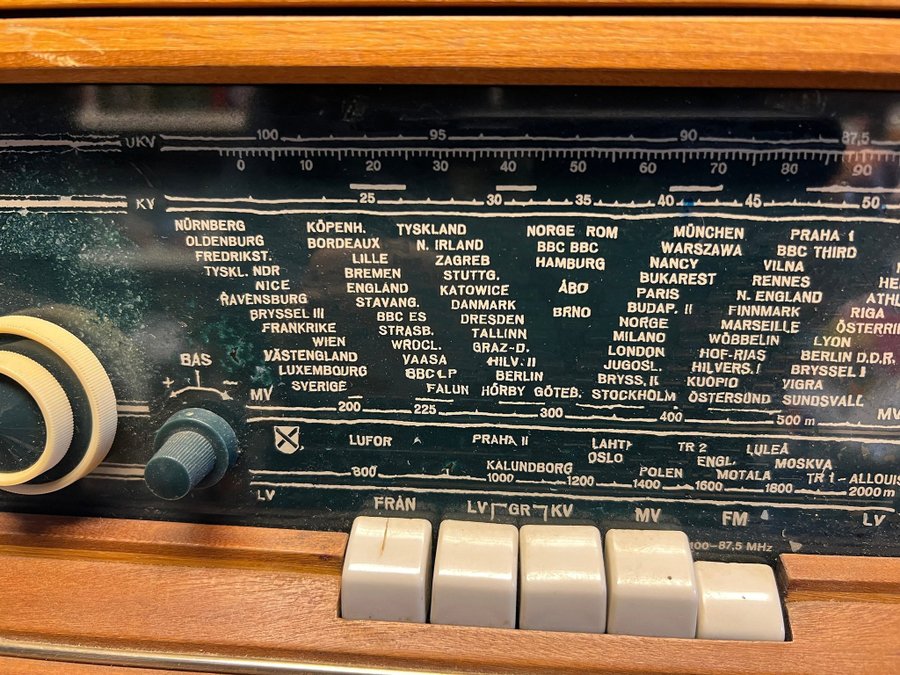 UKV 100 95 90 87,5
0 10 20 30 40 50 60 70 80 90
KV 25 30 35 40 45 50
NÜRNBERG KÖPENH. TYSKLAND NORGE ROM MÜNCHEN PRAHA 1
OLDENBURG BORDEAUX N. IRLAND BBC BBC WARSZAWA BBC THIRD
FREDRIKST. LILLE ZAGREB HAMBURG NANCY VILNA
TYSKL. NDR BREMEN STUTTG. BUKAREST RENNES
NICE ENGLAND KATOWICE ÅBO PARIS N. ENGLAND
RAVENSBURG STAVANG. DANMARK BUDAP. II FINNMARK RIGA
BRYSSEL III BBC ES DRESDEN BRNO NORGE MARSEILLE ÖSTERRI
FRANKRIKE STRASB. TALLINN MILANO WÖBBELIN LYON
WIEN WROCL. GRAZ-D. LONDON HOF-RIAS BERLIN D.D.R.
VÄSTENGLAND VAASA HILV. II JUGOSL. HILVERS. I BRYSSEL I
LUXEMBOURG BBC LP BERLIN BRYSS. II KUOPIO VIGRA
SVERIGE FALUN HÖRBY GÖTEB. STOCKHOLM ÖSTERSUND SUNDSVALL
BAS
+ −
MV 200 225 300 400 500 m MV
LUFOR PRAHA II LAHTI TR 2 LULEÅ
OSLO ENGL. MOSKVA
KALUNDBORG POLEN MOTALA TR 1 - ALLOUIS
800 1000 1200 1400 1600 1800 2000 m
LV LV
FRÅN LV GR KV MV FM
100-87,5 MHz